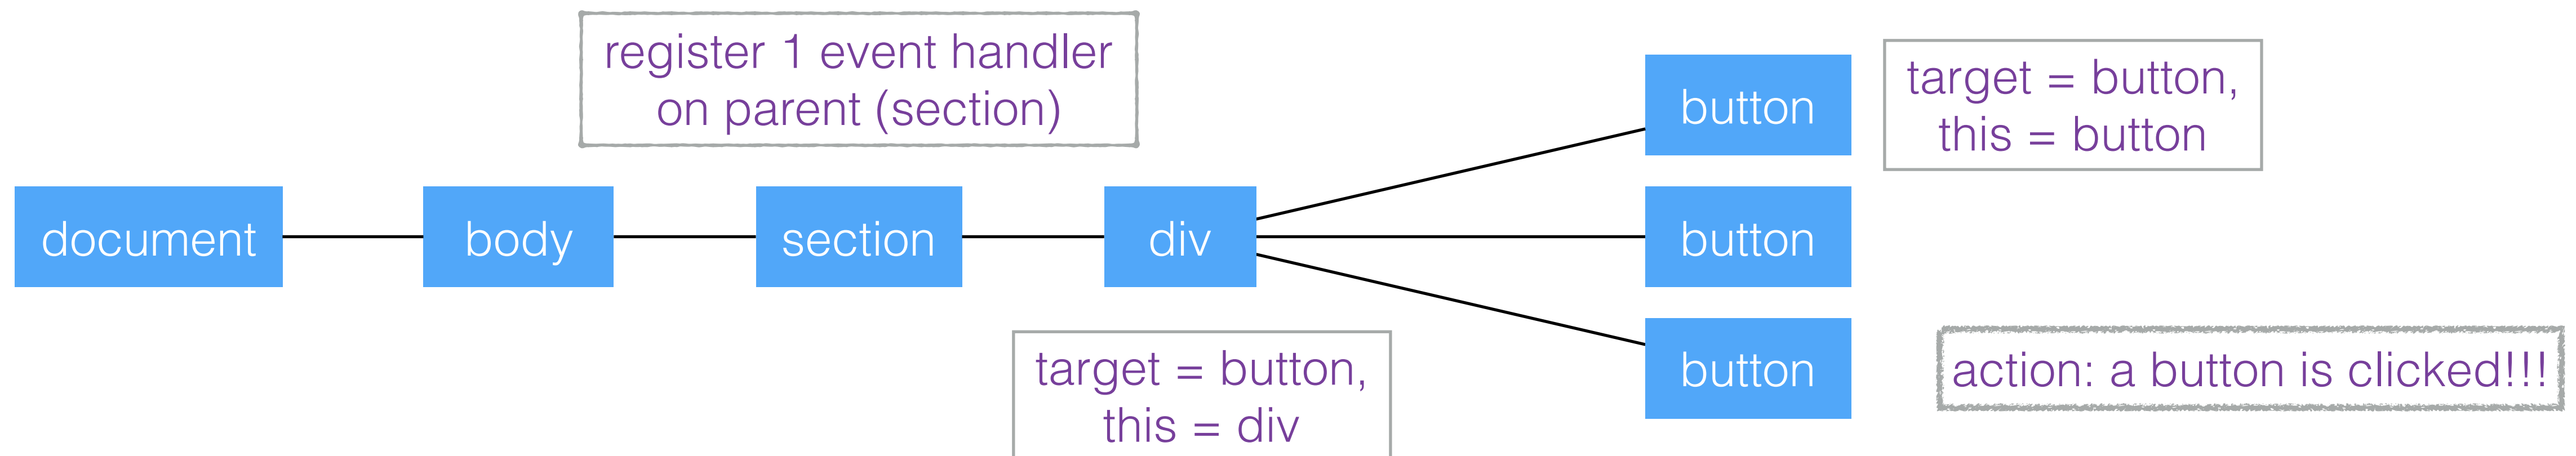 register 1 event handler
on parent (section)
button
target = button,
this = button
document
body
section
div
button
target = button,
this = div
button
action: a button is clicked!!!